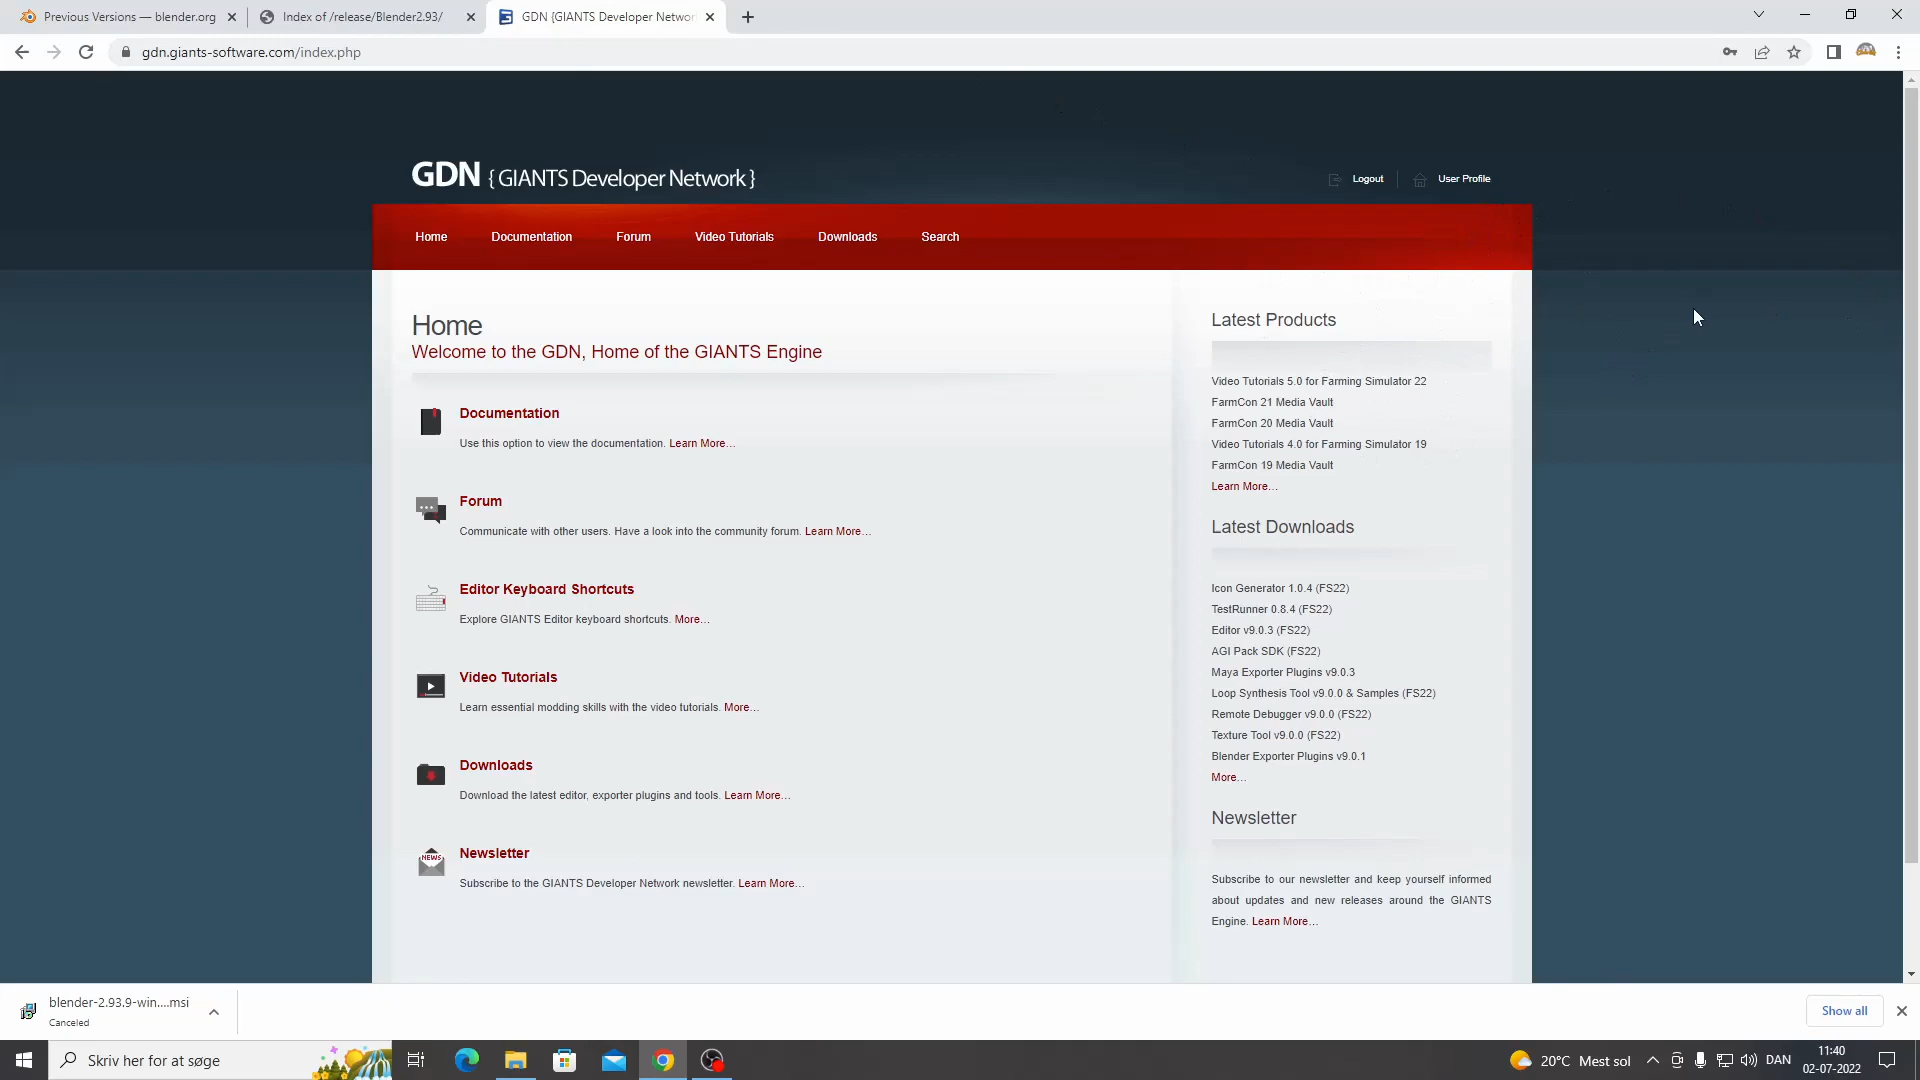 Previous Versions — blender.org
Index of /release/Blender2.93/
GDN {GIANTS Developer Networ
gdn.giants-software.com/index.php
GDN { GIANTS Developer Network }
Logout
User Profile
Home
Documentation
Forum
Video Tutorials
Downloads
Search
Home
Welcome to the GDN, Home of the GIANTS Engine
Documentation
Use this option to view the documentation. Learn More...
Forum
Communicate with other users. Have a look into the community forum. Learn More...
Editor Keyboard Shortcuts
Explore GIANTS Editor keyboard shortcuts. More...
Video Tutorials
Learn essential modding skills with the video tutorials. More...
Downloads
Download the latest editor, exporter plugins and tools. Learn More...
NEWS
Newsletter
Subscribe to the GIANTS Developer Network newsletter. Learn More...
Latest Products
Video Tutorials 5.0 for Farming Simulator 22
FarmCon 21 Media Vault
FarmCon 20 Media Vault
Video Tutorials 4.0 for Farming Simulator 19
FarmCon 19 Media Vault
Learn More...
Latest Downloads
Icon Generator 1.0.4 (FS22)
TestRunner 0.8.4 (FS22)
Editor v9.0.3 (FS22)
AGI Pack SDK (FS22)
Maya Exporter Plugins v9.0.3
Loop Synthesis Tool v9.0.0 & Samples (FS22)
Remote Debugger v9.0.0 (FS22)
Texture Tool v9.0.0 (FS22)
Blender Exporter Plugins v9.0.1
More...
Newsletter
Subscribe to our newsletter and keep yourself informed
about updates and new releases around the GIANTS
Engine. Learn More...
blender-2.93.9-win....msi
Canceled
Show all
Skriv her for at søge
20°C Mest sol
DAN
11:40
02-07-2022